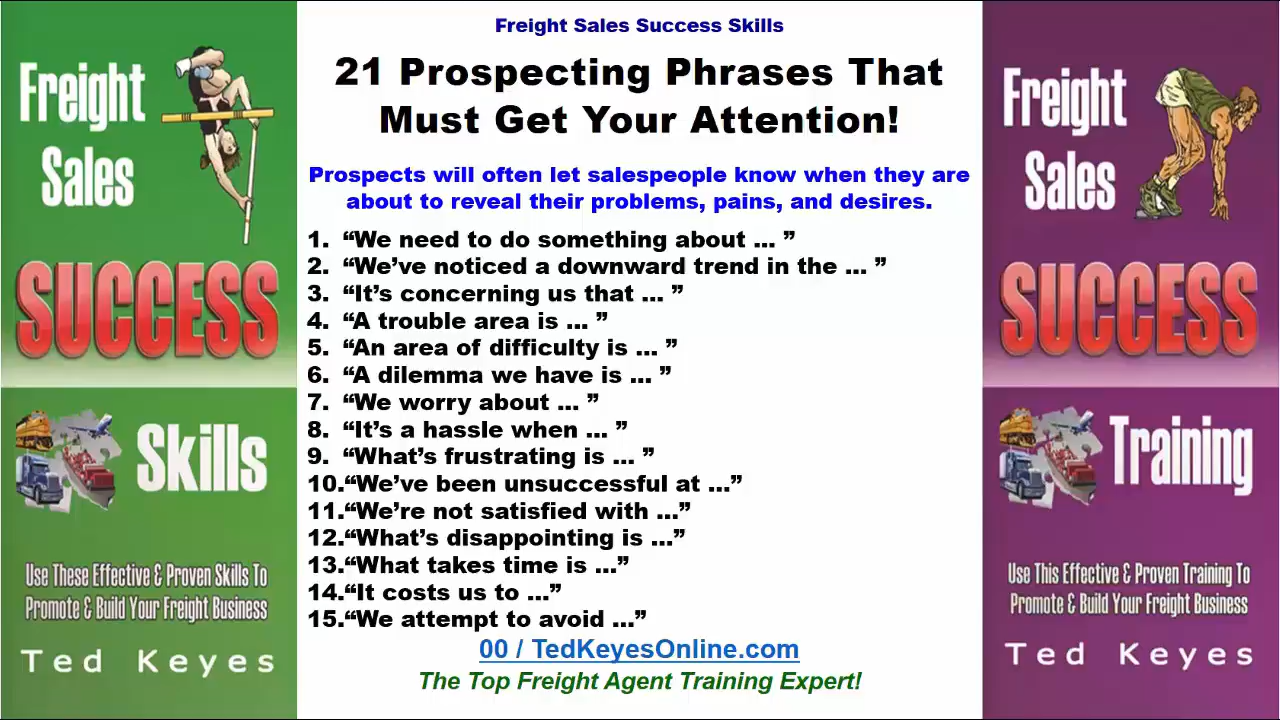 Freight Sales Success Skills
21 Prospecting Phrases That
Must Get Your Attention!
Prospects will often let salespeople know when they are
about to reveal their problems, pains, and desires.
1. “We need to do something about ... ”
2. “We’ve noticed a downward trend in the ... ”
3. “It’s concerning us that ... ”
4. “A trouble area is ... ”
5. “An area of difficulty is ... ”
6. “A dilemma we have is ... ”
7. “We worry about ... ”
8. “It’s a hassle when ... ”
9. “What’s frustrating is ... ”
10.“We’ve been unsuccessful at ...”
11.“We’re not satisfied with ...”
12.“What’s disappointing is ...”
13.“What takes time is ...”
14.“It costs us to ...”
15.“We attempt to avoid ...”
00 / TedKeyesOnline.com
The Top Freight Agent Training Expert!
Freight
Sales
SUCCESS
Skills
Use These Effective & Proven Skills To
Promote & Build Your Freight Business
Ted Keyes
Freight
Sales
SUCCESS
Training
Use This Effective & Proven Training To
Promote & Build Your Freight Business
Ted Keyes